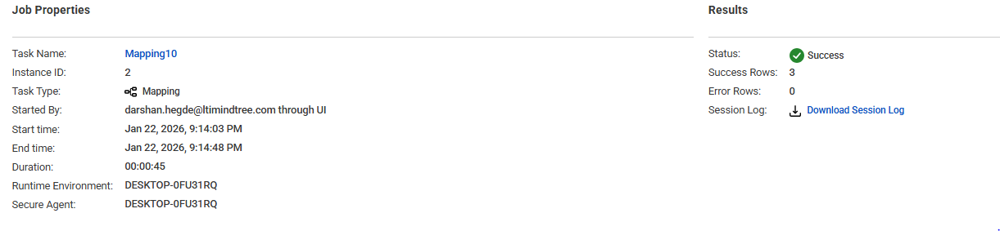 Job Properties
Task Name: Mapping10
Instance ID: 2
Task Type: Mapping
Started By: darshan.hegde@ltimindtree.com through UI
Start time: Jan 22, 2026, 9:14:03 PM
End time: Jan 22, 2026, 9:14:48 PM
Duration: 00:00:45
Runtime Environment: DESKTOP-0FU31RQ
Secure Agent: DESKTOP-0FU31RQ
Results
Status: Success
Success Rows: 3
Error Rows: 0
Session Log: Download Session Log